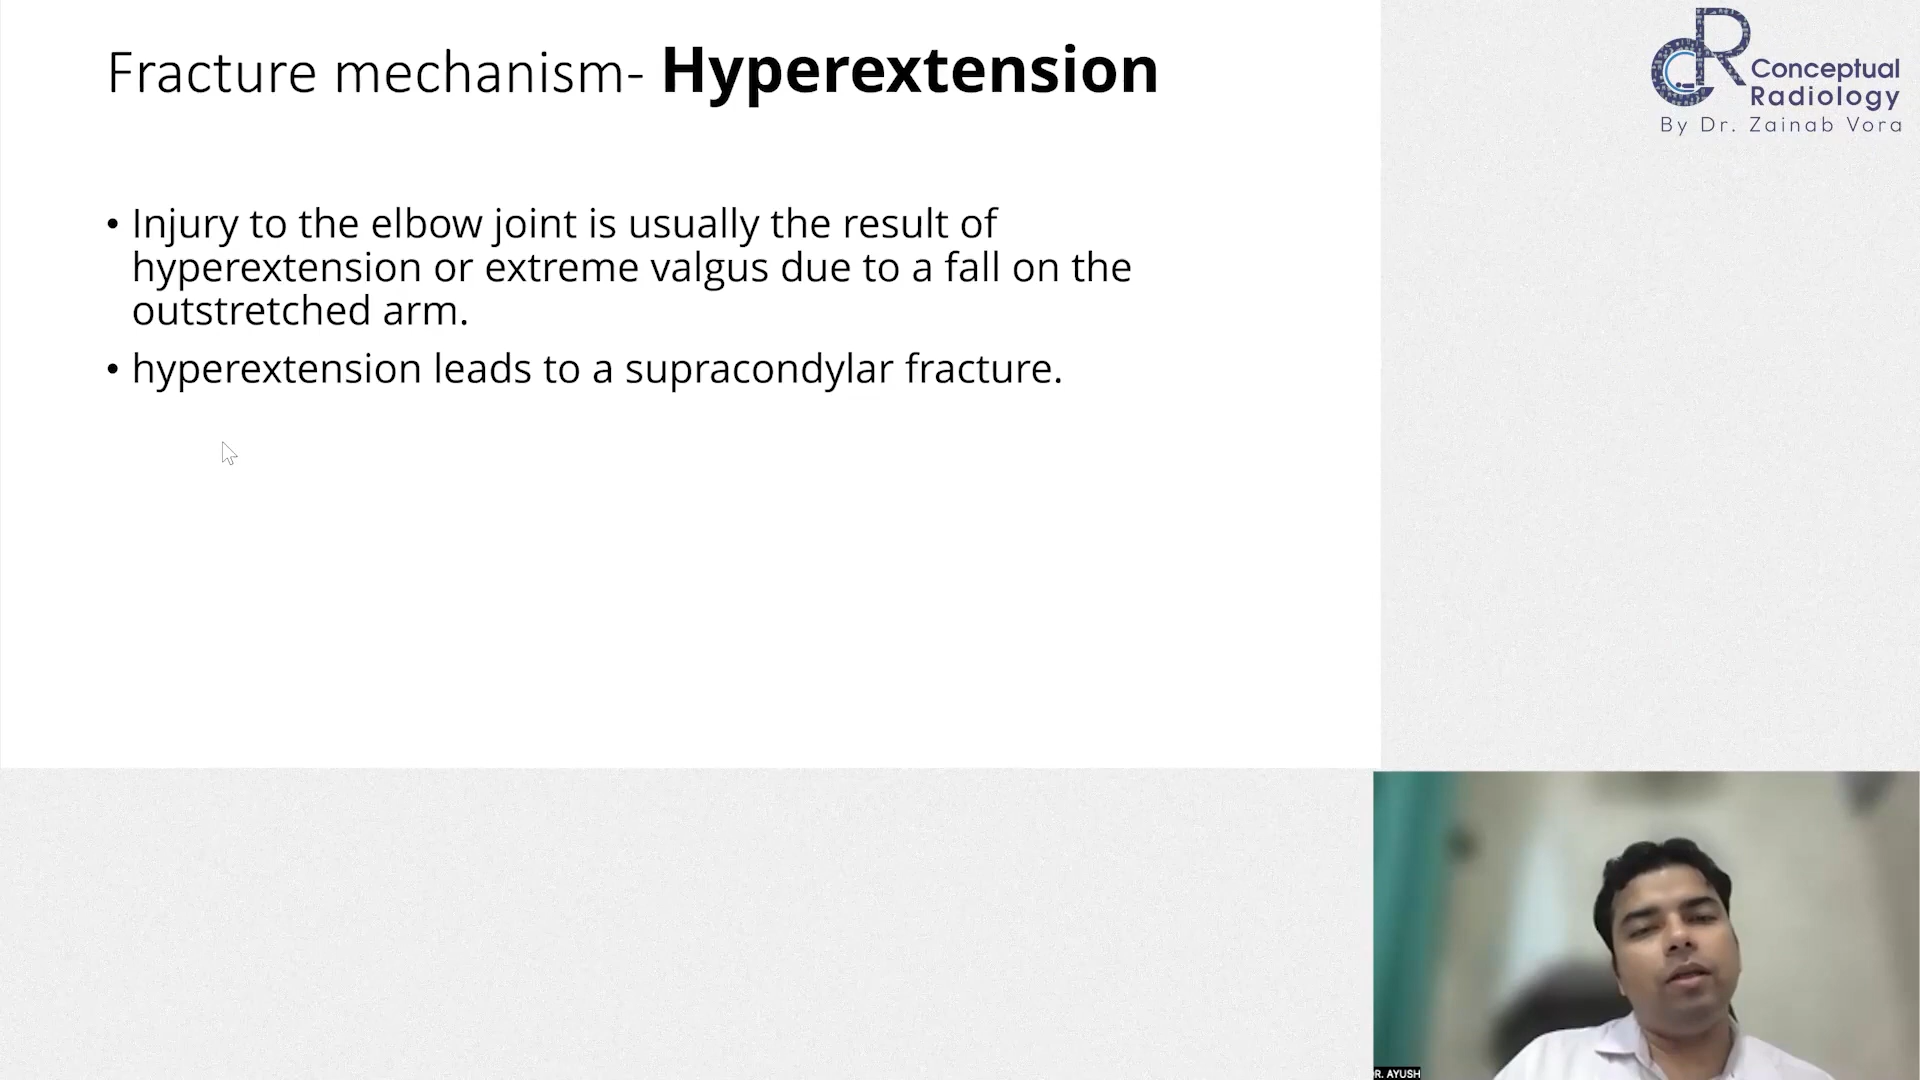 Fracture mechanism- Hyperextension
• Injury to the elbow joint is usually the result of
hyperextension or extreme valgus due to a fall on the
outstretched arm.
• hyperextension leads to a supracondylar fracture.
CR
Conceptual
Radiology
By Dr. Zainab Vora
R. AYUSH